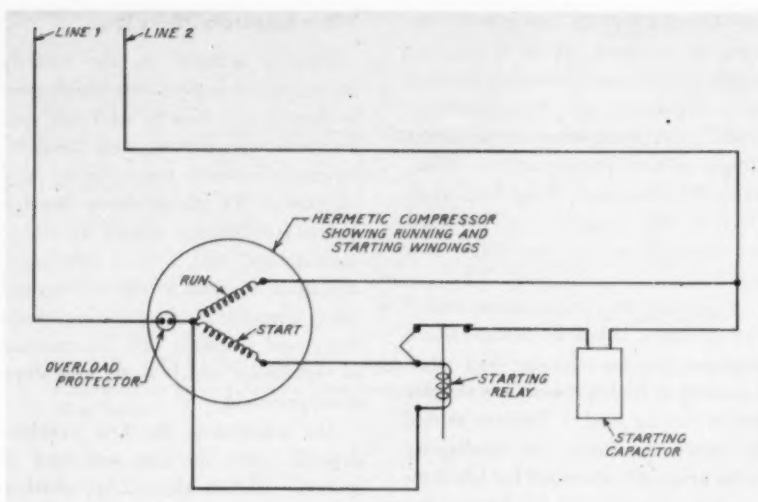 LINE 1
LINE 2
HERMETIC COMPRESSOR
SHOWING RUNNING AND
STARTING WINDINGS
RUN
START
OVERLOAD
PROTECTOR
STARTING
RELAY
STARTING
CAPACITOR